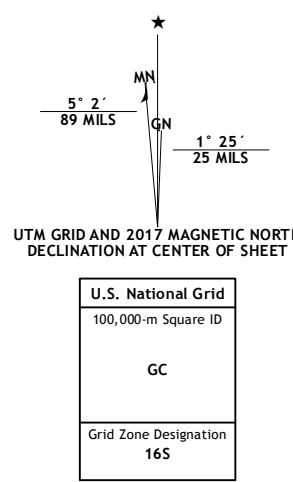 ★
MN
5° 2´
89 MILS
GN
1° 25´
25 MILS
UTM GRID AND 2017 MAGNETIC NORT
DECLINATION AT CENTER OF SHEET
U.S. National Grid
100,000-m Square ID
GC
Grid Zone Designation
16S